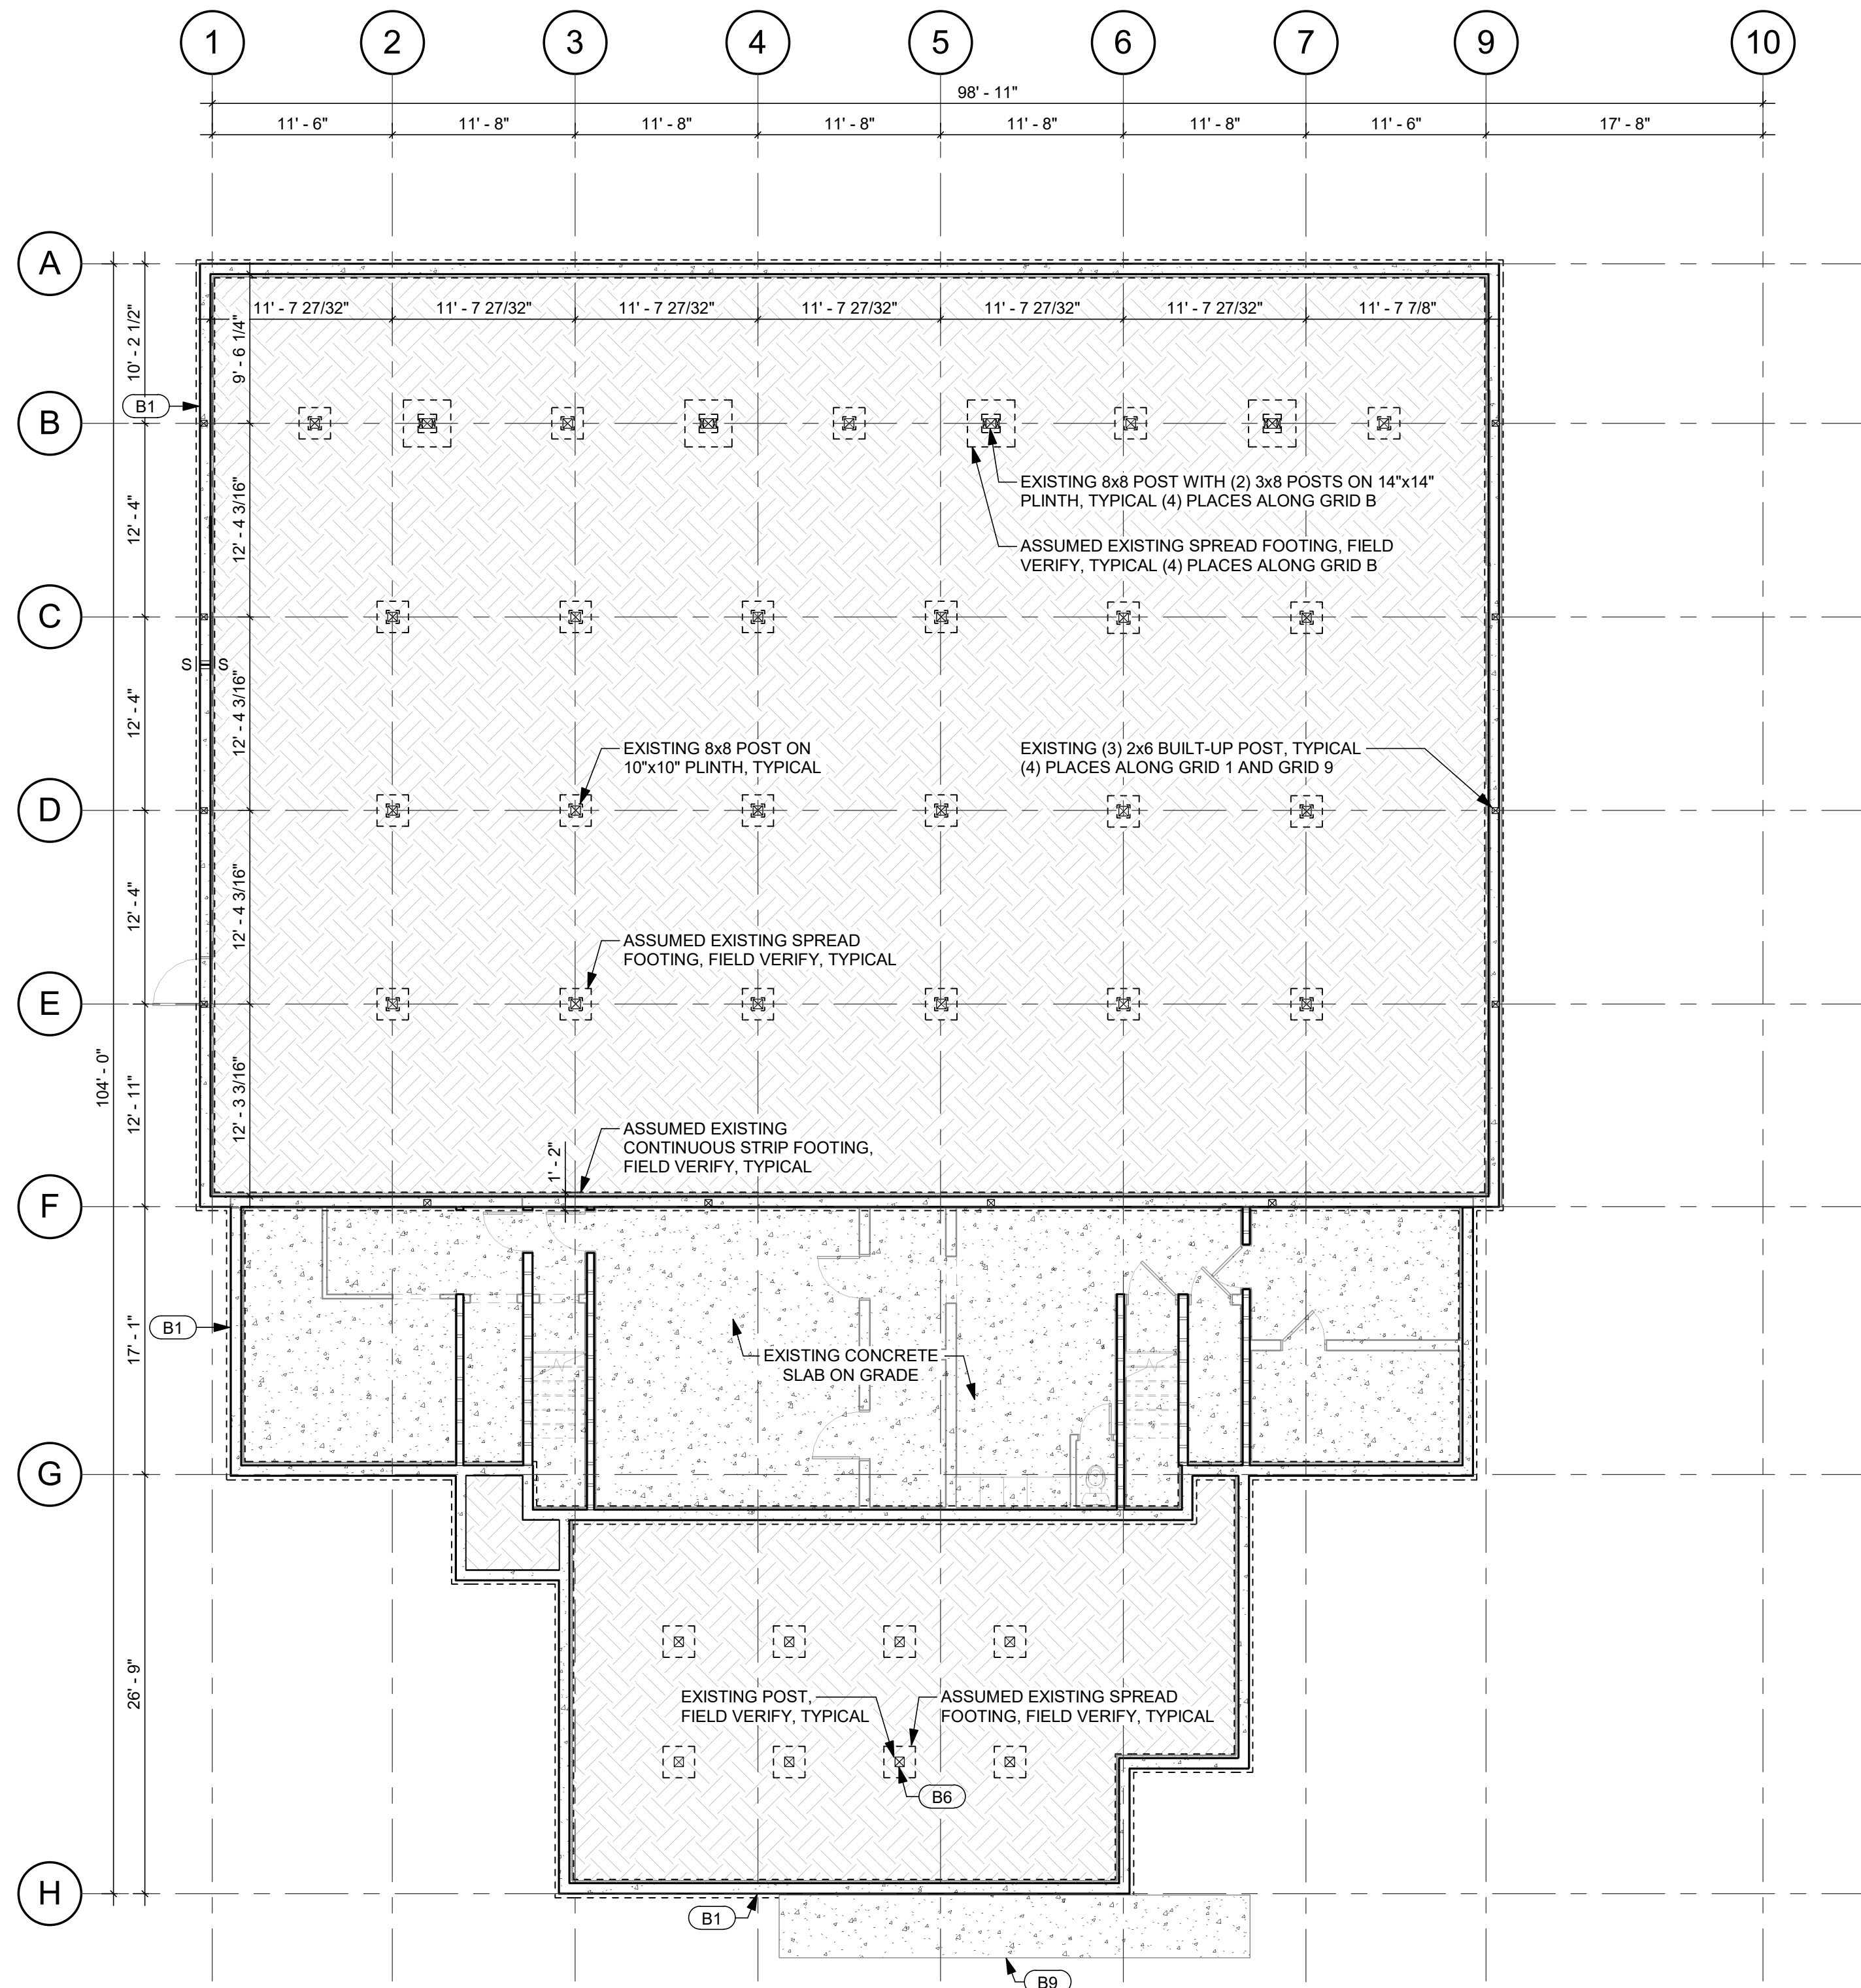 1 2 3 4 5 6 7 9 10
98' - 11"
11' - 6" 11' - 8" 11' - 8" 11' - 8" 11' - 8" 11' - 8" 11' - 6" 17' - 8"
A
10' - 2 1/2"
9' - 6 1/4"
11' - 7 27/32" 11' - 7 27/32" 11' - 7 27/32" 11' - 7 27/32" 11' - 7 27/32" 11' - 7 27/32" 11' - 7 7/8"
B1
B
EXISTING 8x8 POST WITH (2) 3x8 POSTS ON 14"x14"
PLINTH, TYPICAL (4) PLACES ALONG GRID B
12' - 4"
12' - 4 3/16"
ASSUMED EXISTING SPREAD FOOTING, FIELD
VERIFY, TYPICAL (4) PLACES ALONG GRID B
C
S S
12' - 4"
12' - 4 3/16"
EXISTING 8x8 POST ON
10"x10" PLINTH, TYPICAL
EXISTING (3) 2x6 BUILT-UP POST, TYPICAL
(4) PLACES ALONG GRID 1 AND GRID 9
D
12' - 4"
12' - 4 3/16"
ASSUMED EXISTING SPREAD
FOOTING, FIELD VERIFY, TYPICAL
E
104' - 0"
12' - 11"
12' - 3 3/16"
1' - 2"
ASSUMED EXISTING
CONTINUOUS STRIP FOOTING,
FIELD VERIFY, TYPICAL
F
B1
17' - 1"
EXISTING CONCRETE
SLAB ON GRADE
G
26' - 9"
EXISTING POST,
FIELD VERIFY, TYPICAL
ASSUMED EXISTING SPREAD
FOOTING, FIELD VERIFY, TYPICAL
B6
H
B1
B9